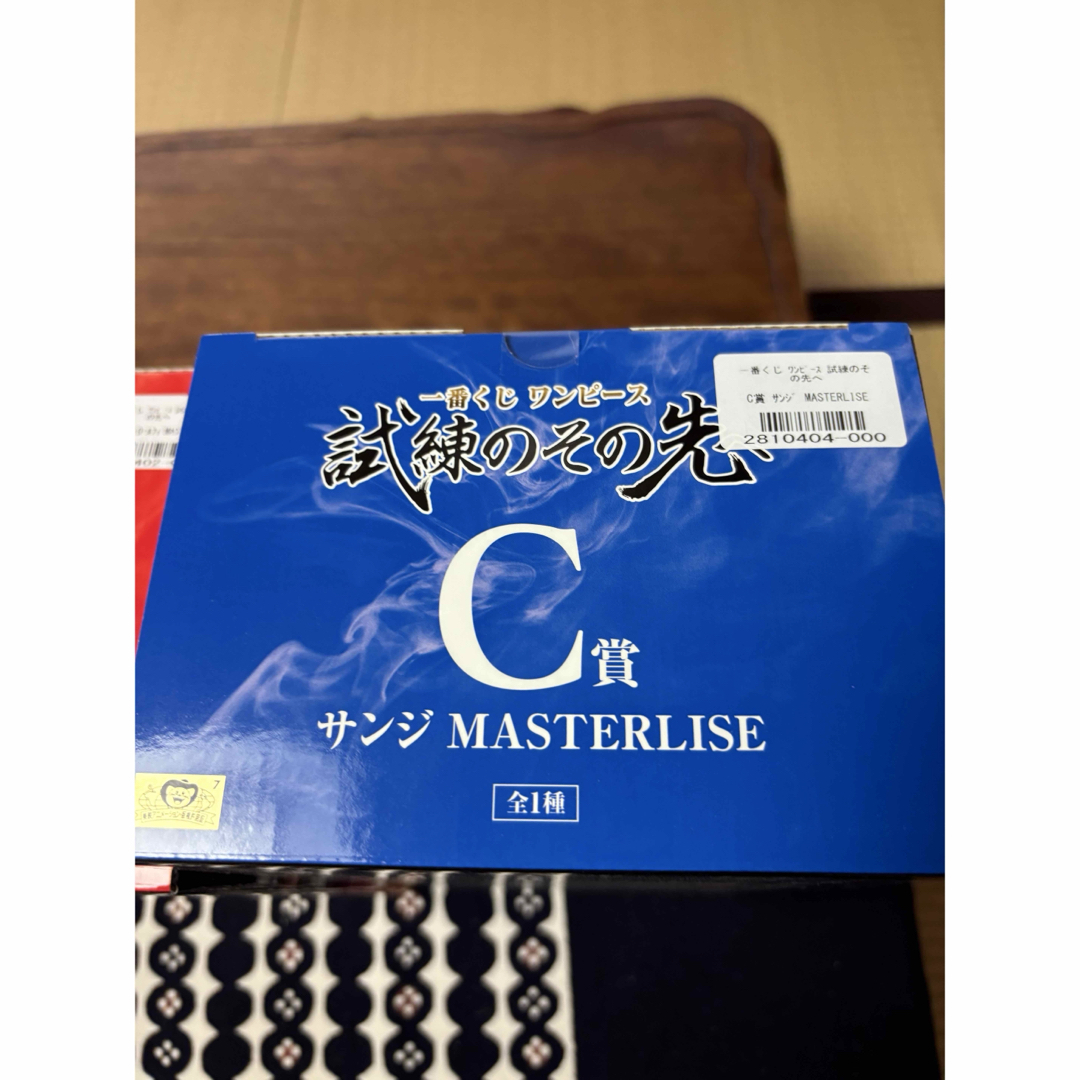 一番くじ ワンピース
試練のその先
C賞
サンジ MASTERLISE
全1種
一番くじ ﾜﾝﾋﾟｰｽ 試練のそ
の先へ
C賞 ｻﾝｼﾞ MASTERLISE
2810404-000
7